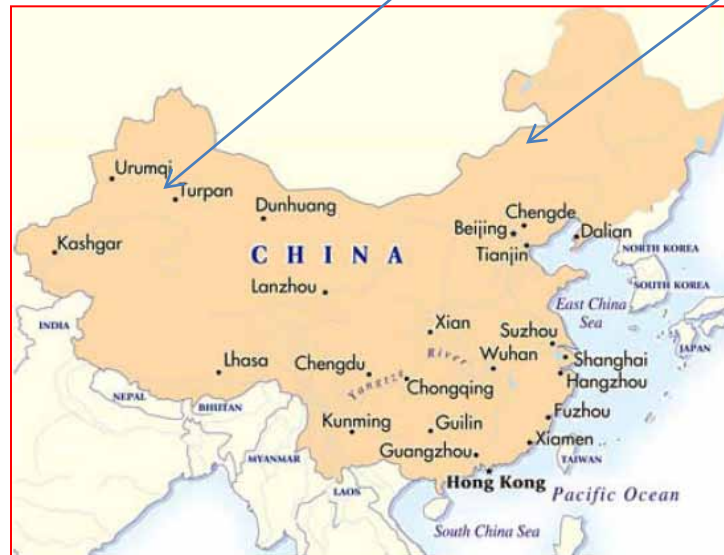 Urumqi
Turpan
Dunhuang
Kashgar
Beijing
Chengde
Tianjin
Dalian
CHINA
NORTH KOREA
SOUTH KOREA
Lanzhou
East China
Sea
INDIA
Xian
Suzhou
JAPAN
Lhasa
Chengdu
Yangtze River
Wuhan
Shanghai
Hangzhou
Chongqing
NEPAL
BHUTAN
Kunming
Guilin
Fuzhou
Guangzhou
Xiamen
MYANMAR
TAIWAN
Hong Kong
LAOS
Pacific Ocean
South China Sea